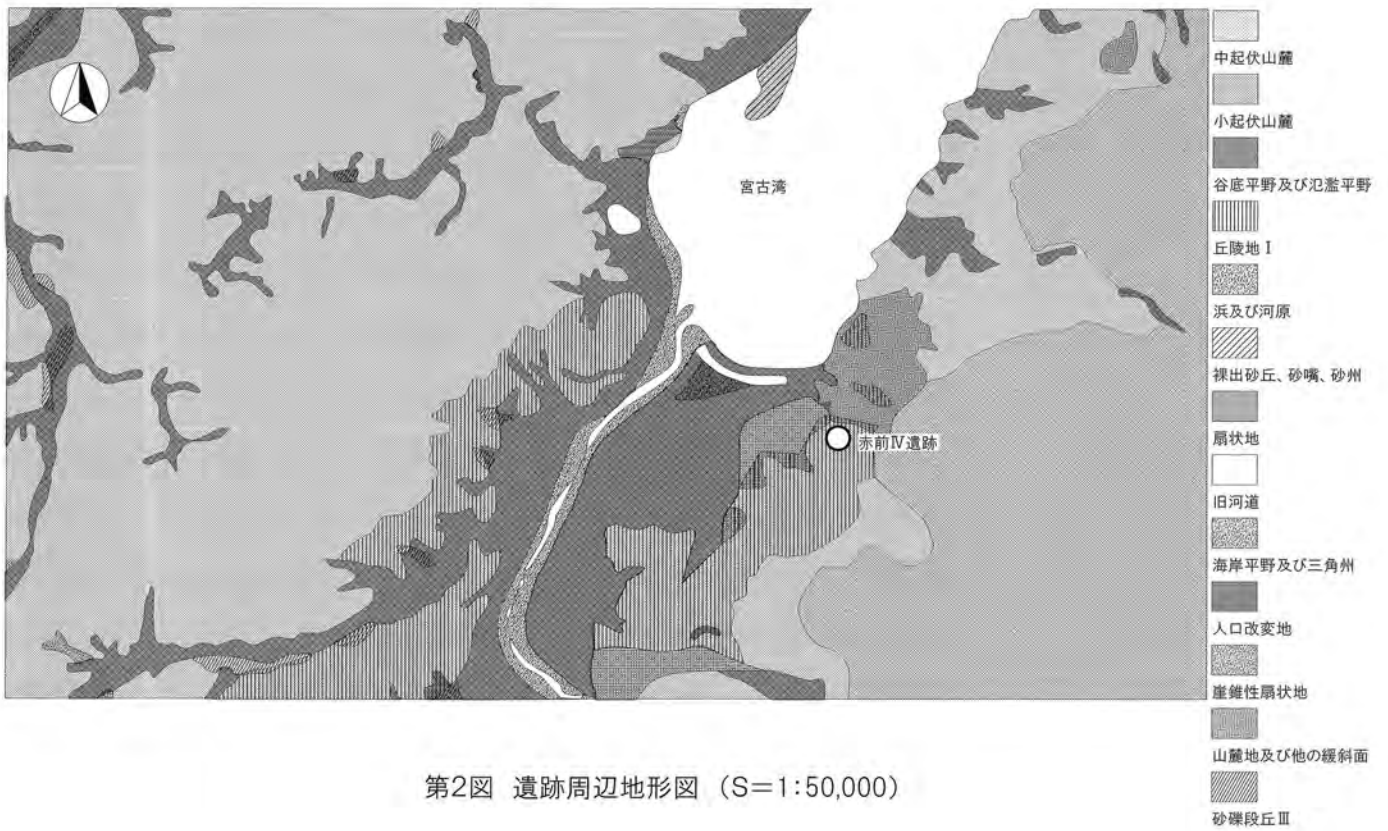 宮古湾
赤前Ⅳ遺跡
中起伏山麓
小起伏山麓
谷底平野及び氾濫平野
丘陵地Ⅰ
浜及び河原
裸出砂丘、砂嘴、砂州
扇状地
旧河道
海岸平野及び三角州
人口改変地
崖錐性扇状地
山麓地及び他の緩斜面
砂礫段丘Ⅲ
第2図 遺跡周辺地形図 (S=1:50,000)